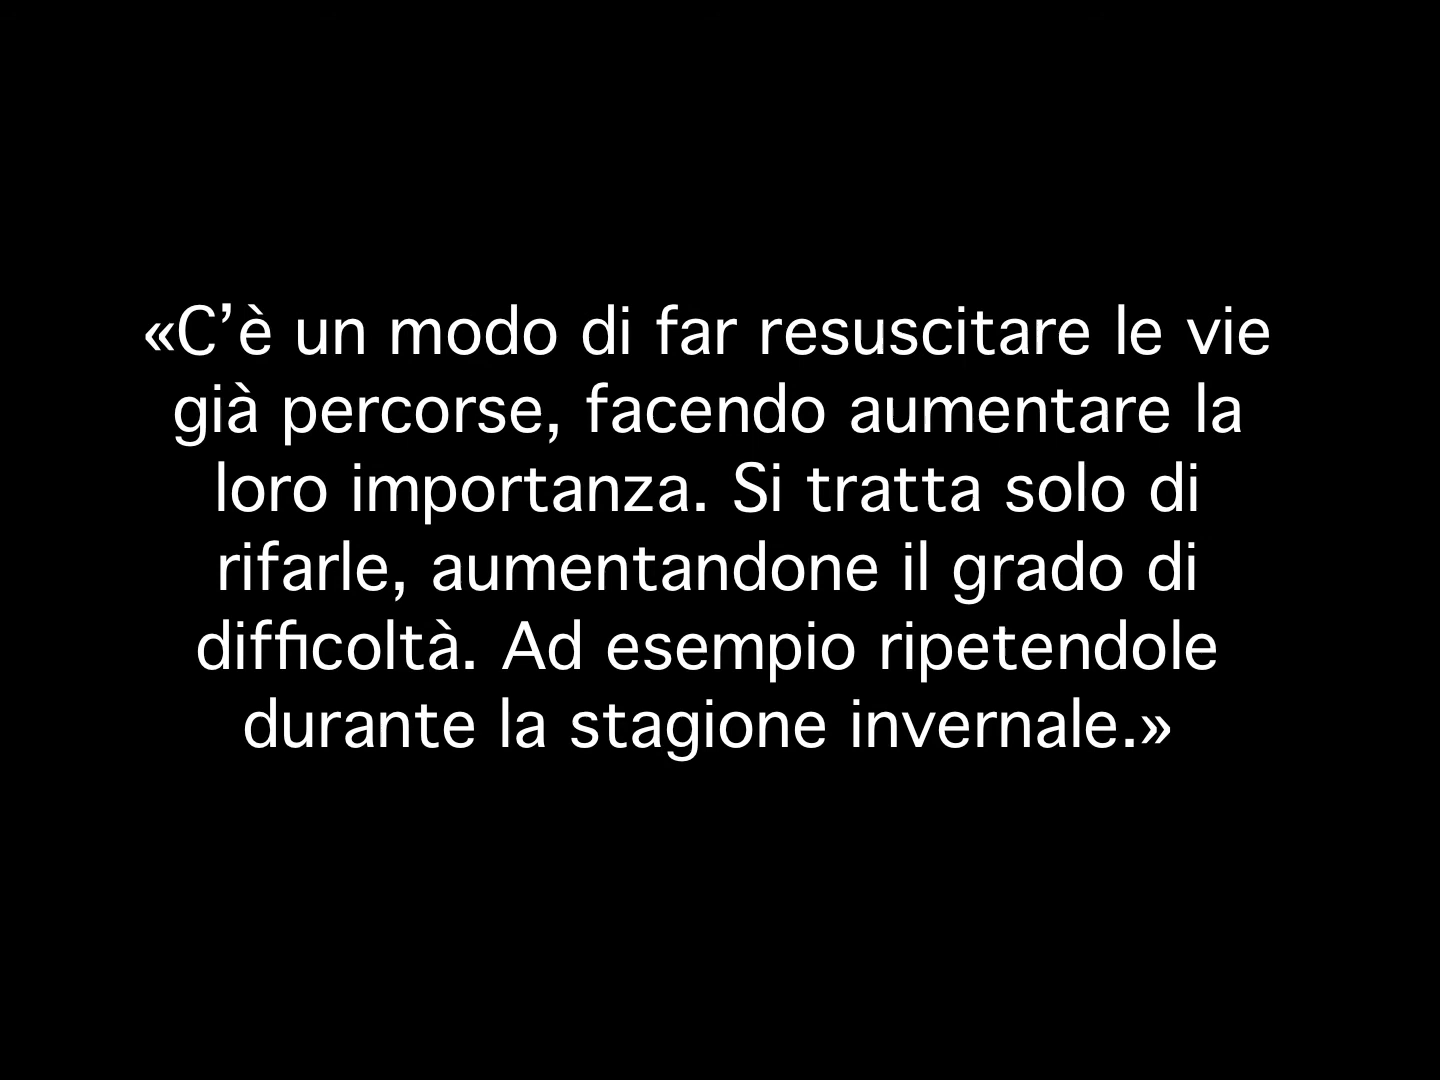 «C’è un modo di far resuscitare le vie
già percorse, facendo aumentare la
loro importanza. Si tratta solo di
rifarle, aumentandone il grado di
difficoltà. Ad esempio ripetendole
durante la stagione invernale.»